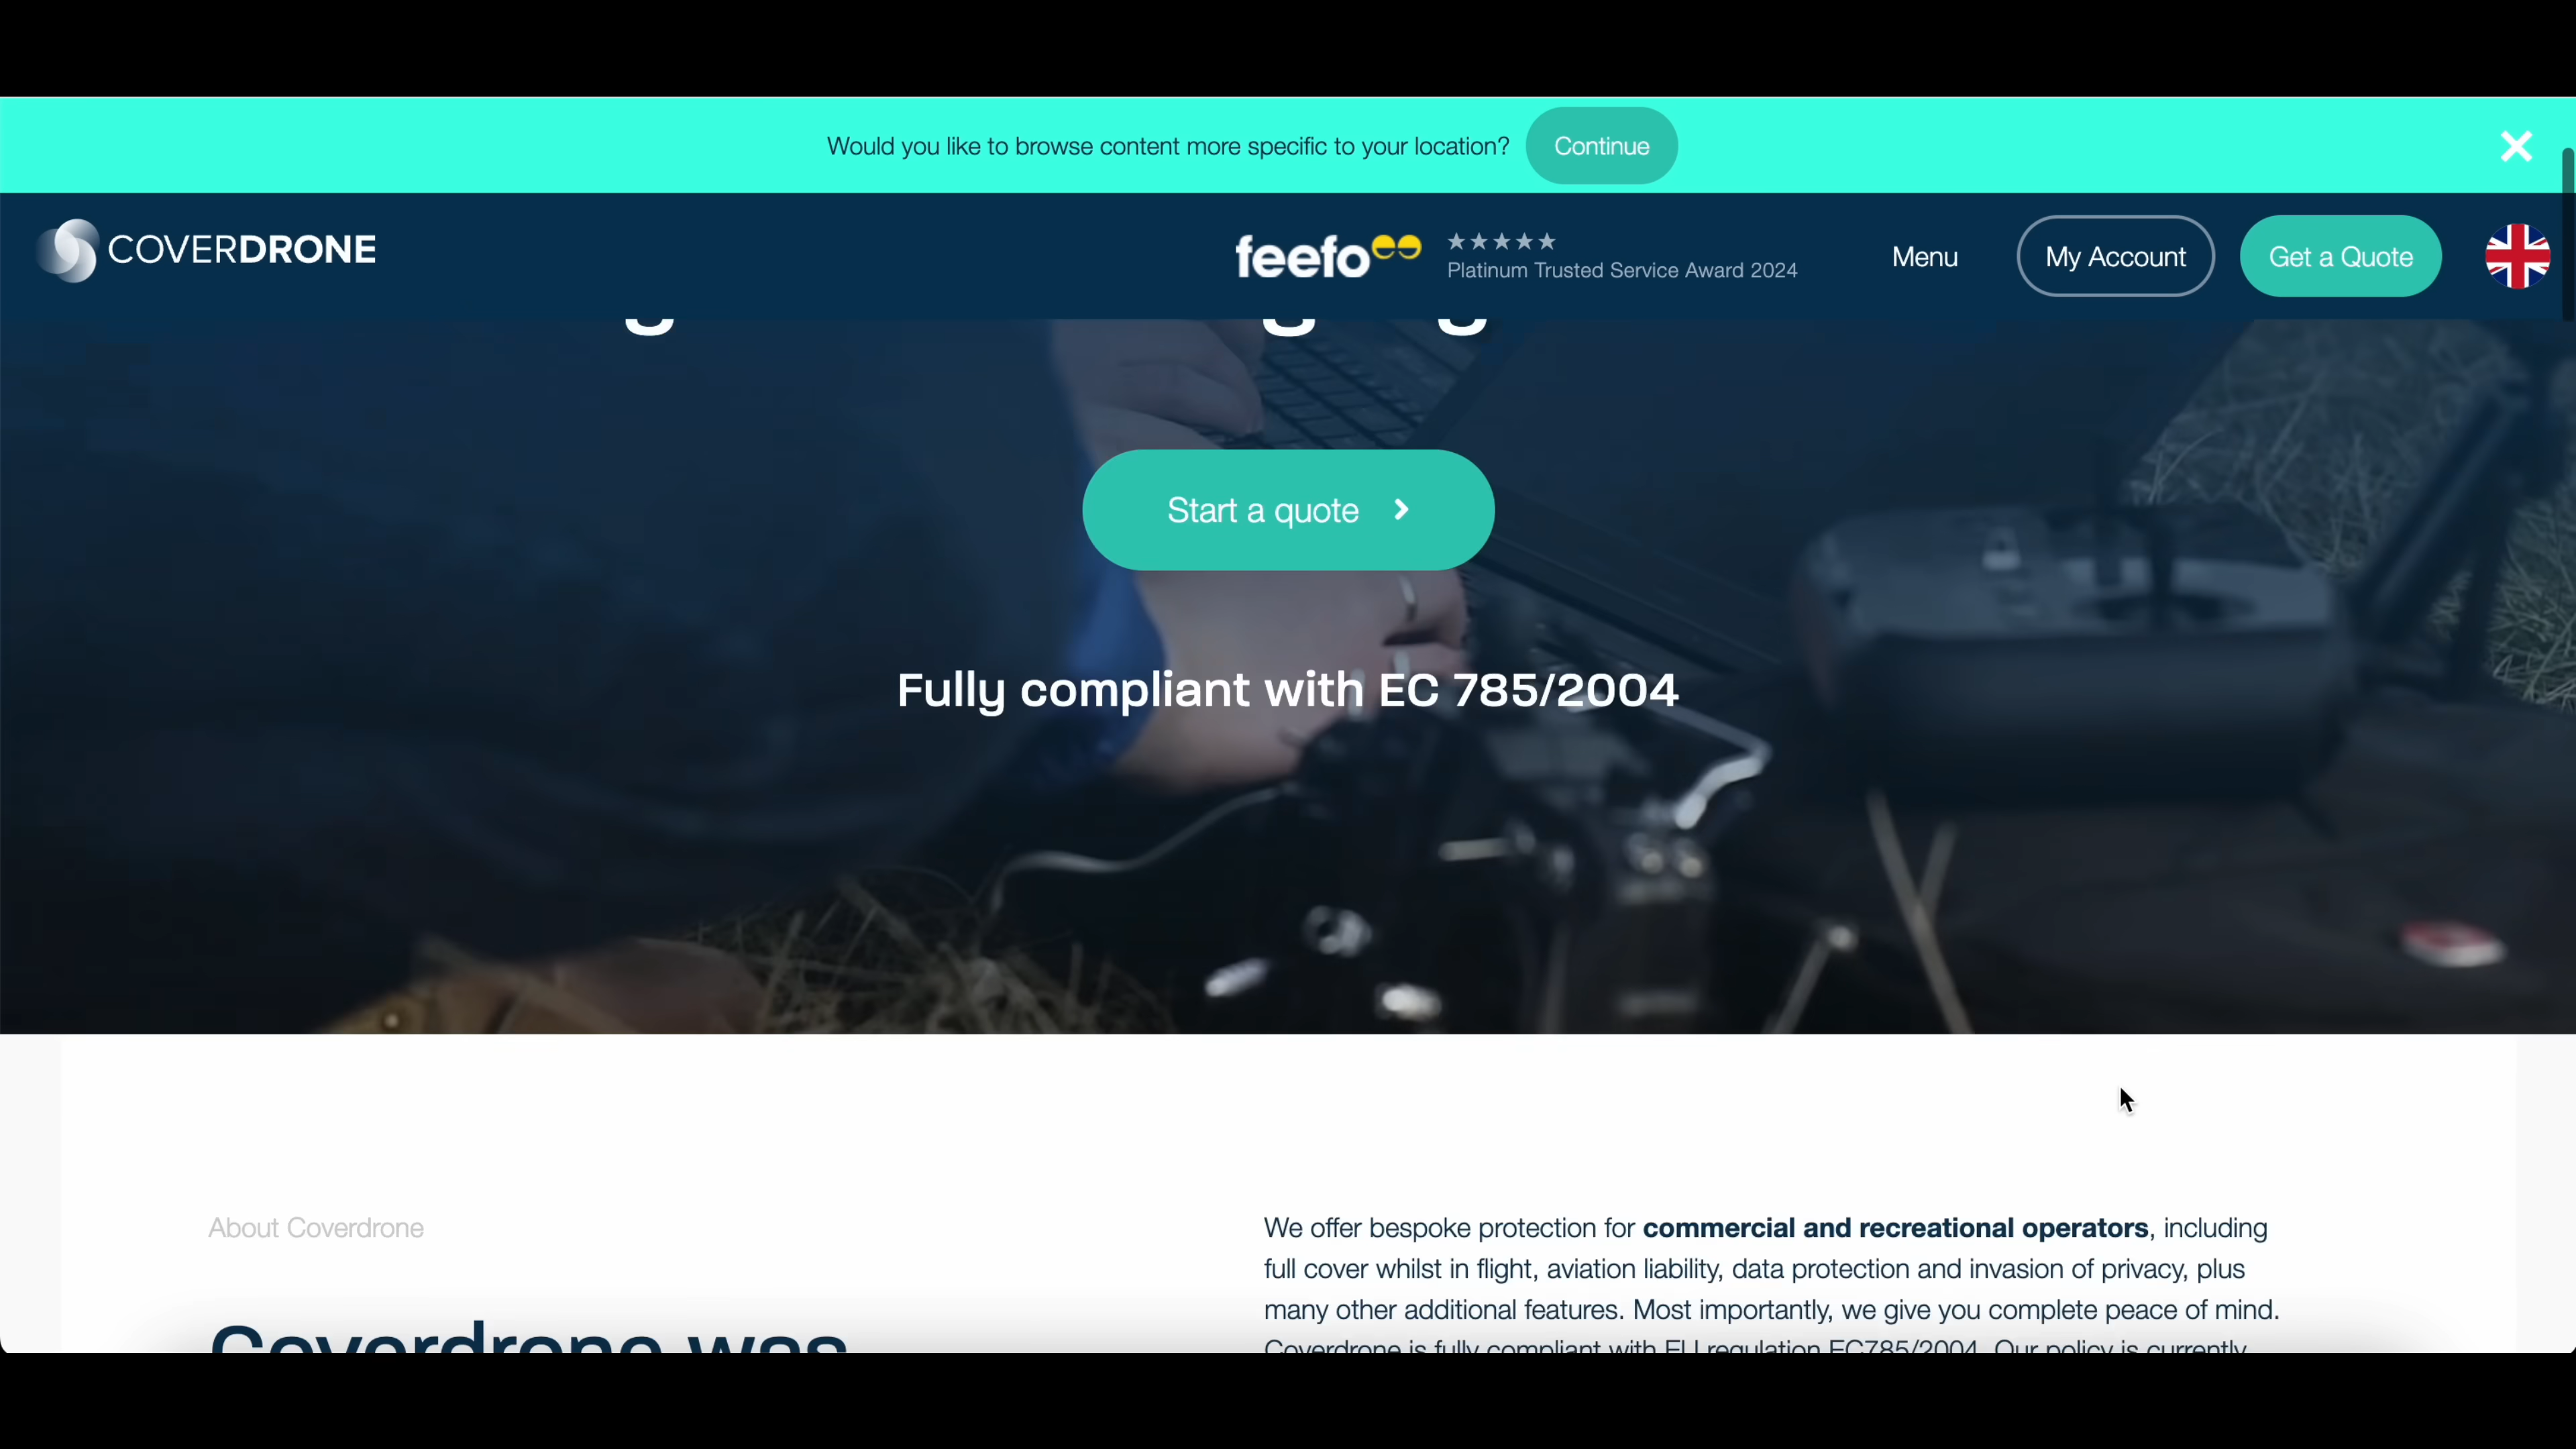 Would you like to browse content more specific to your location?
Continue
COVERDRONE
feefo
Platinum Trusted Service Award 2024
Menu
My Account
Get a Quote
Start a quote
Fully compliant with EC 785/2004
About Coverdrone
Coverdrone was
We offer bespoke protection for commercial and recreational operators, including
full cover whilst in flight, aviation liability, data protection and invasion of privacy, plus
many other additional features. Most importantly, we give you complete peace of mind.
Coverdrone is fully compliant with EU regulation EC785/2004. Our policy is currently